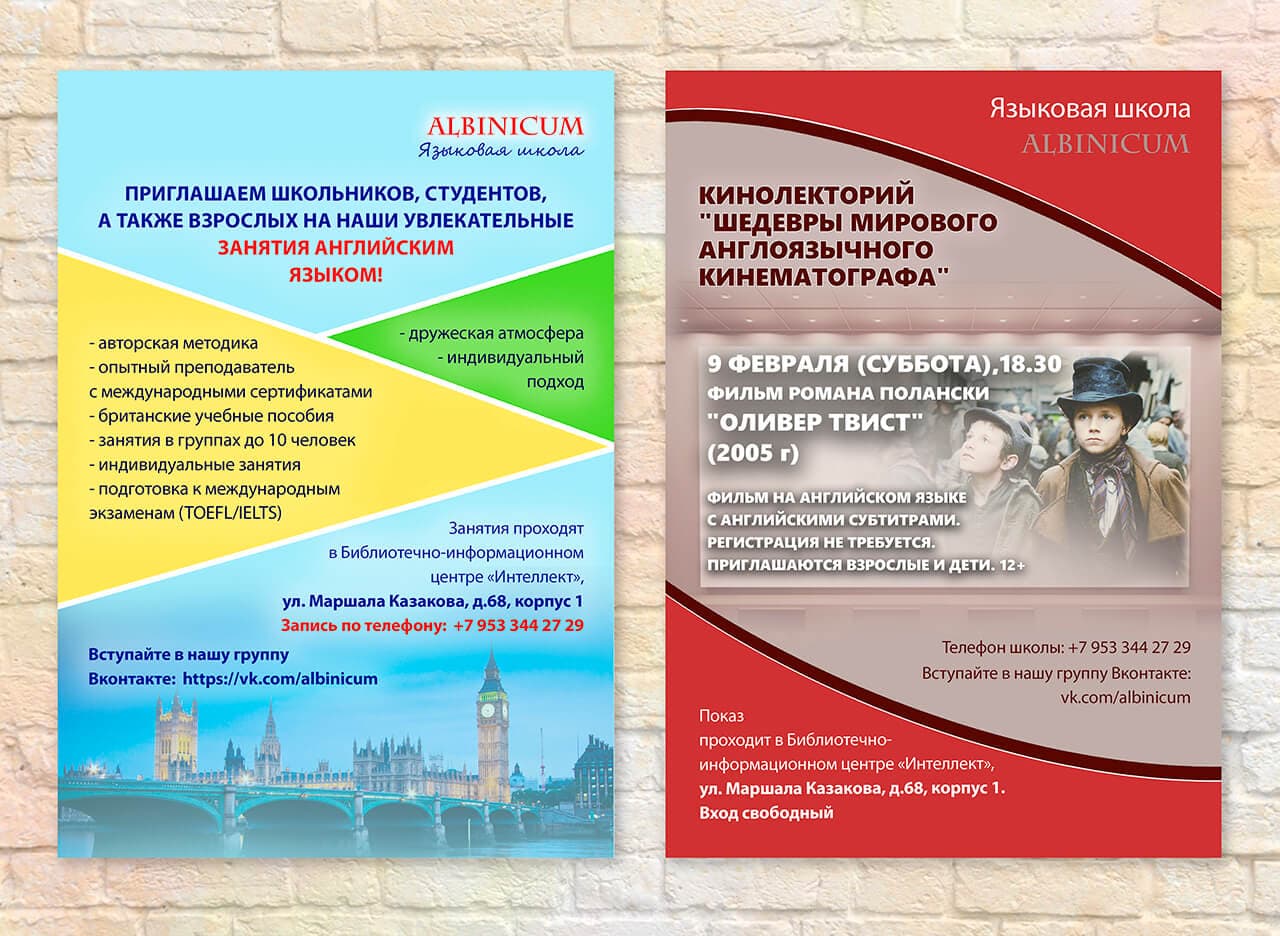 ALBINICUM
Языковая школа
ПРИГЛАШАЕМ ШКОЛЬНИКОВ, СТУДЕНТОВ,
А ТАКЖЕ ВЗРОСЛЫХ НА НАШИ УВЛЕКАТЕЛЬНЫЕ
ЗАНЯТИЯ АНГЛИЙСКИМ
ЯЗЫКОМ!
- дружеская атмосфера
- индивидуальный
подход
- авторская методика
- опытный преподаватель
с международными сертификатами
- британские учебные пособия
- занятия в группах до 10 человек
- индивидуальные занятия
- подготовка к международным
экзаменам (TOEFL/IELTS)
Занятия проходят
в Библиотечно-информационном
центре «Интеллект»,
ул. Маршала Казакова, д.68, корпус 1
Запись по телефону: +7 953 344 27 29
Вступайте в нашу группу
Вконтакте: https://vk.com/albinicum
Языковая школа
ALBINICUM
КИНОЛЕКТОРИЙ
"ШЕДЕВРЫ МИРОВОГО
АНГЛОЯЗЫЧНОГО
КИНЕМАТОГРАФА"
9 ФЕВРАЛЯ (СУББОТА),18.30
ФИЛЬМ РОМАНА ПОЛАНСКИ
"ОЛИВЕР ТВИСТ"
(2005 г)
ФИЛЬМ НА АНГЛИЙСКОМ ЯЗЫКЕ
С АНГЛИЙСКИМИ СУБТИТРАМИ.
РЕГИСТРАЦИЯ НЕ ТРЕБУЕТСЯ.
ПРИГЛАШАЮТСЯ ВЗРОСЛЫЕ И ДЕТИ. 12+
Телефон школы: +7 953 344 27 29
Вступайте в нашу группу Вконтакте:
vk.com/albinicum
Показ
проходит в Библиотечно-
информационном центре «Интеллект»,
ул. Маршала Казакова, д.68, корпус 1.
Вход свободный